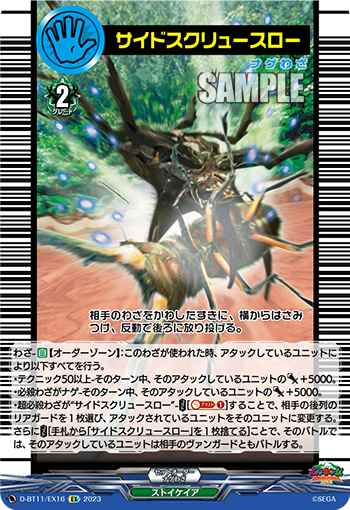 サイドスクリュースロー
ナゲわざ
SAMPLE
2
グレード
相手のわざをかわしたすきに、横からはさみ
つけ、反動で後ろに放り投げる。
わざ-【オーダーゾーン】:このわざが使われた時、アタックしているユニット
により以下すべてを行う。
・テクニック50以上-そのターン中、そのアタックしているユニットの+5000。
・必殺わざがナゲ-そのターン中、そのアタックしているユニットの+5000。
・超必殺わざが“サイドスクリュースロー”-[(1)]することで、相手の後列の
リアガードを1枚選び、アタックされているユニットをそのユニットに変更する。
さらに[手札から《サイドスクリュースロー》を1枚捨てる]ことで、そのバトルで
は、そのアタックしているユニットは相手のヴァンガードともバトルする。
D-BT11/EX16 2023
セットオーダー
ストイケイア
©SEGA